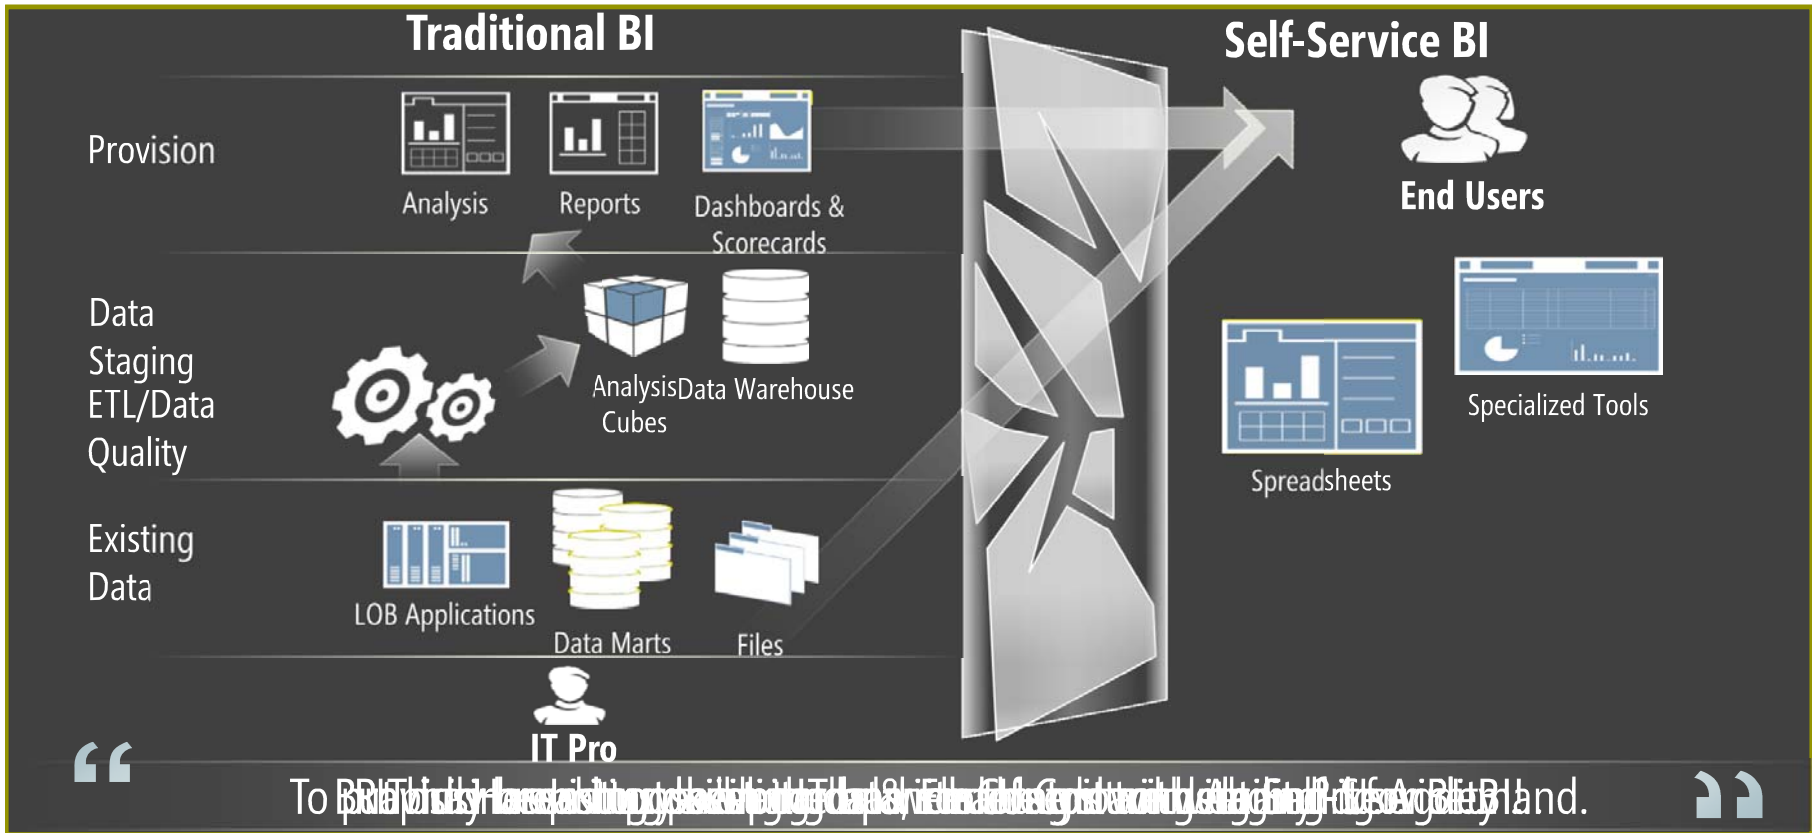 Traditional BI
Self-Service BI
Provision
Analysis
Reports
Dashboards &
Scorecards
End Users
Data
Staging
ETL/Data
Quality
Analysis
Cubes
Data Warehouse
Specialized Tools
Spreadsheets
Existing
Data
LOB Applications
Data Marts
Files
IT Pro
“
To
”